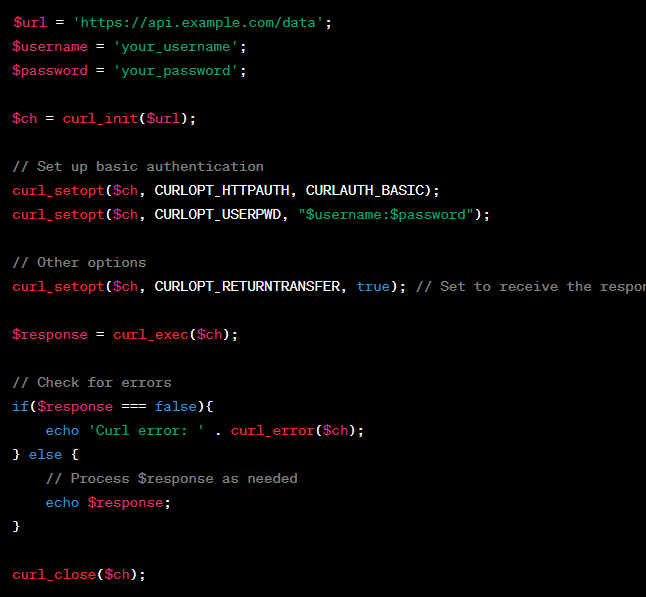 $url = 'https://api.example.com/data';
$username = 'your_username';
$password = 'your_password';

$ch = curl_init($url);

// Set up basic authentication
curl_setopt($ch, CURLOPT_HTTPAUTH, CURLAUTH_BASIC);
curl_setopt($ch, CURLOPT_USERPWD, "$username:$password");

// Other options
curl_setopt($ch, CURLOPT_RETURNTRANSFER, true); // Set to receive the

$response = curl_exec($ch);

// Check for errors
if($response === false){
    echo 'Curl error: ' . curl_error($ch);
} else {
    // Process $response as needed
    echo $response;
}

curl_close($ch);